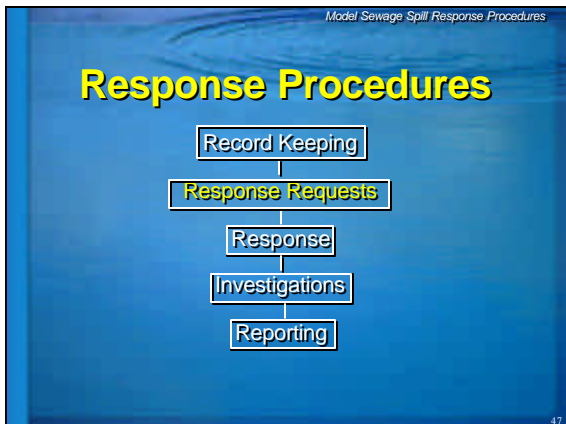 Model Sewage Spill Response Procedures
Response Procedures
Record Keeping
Response Requests
Response
Investigations
Reporting
47